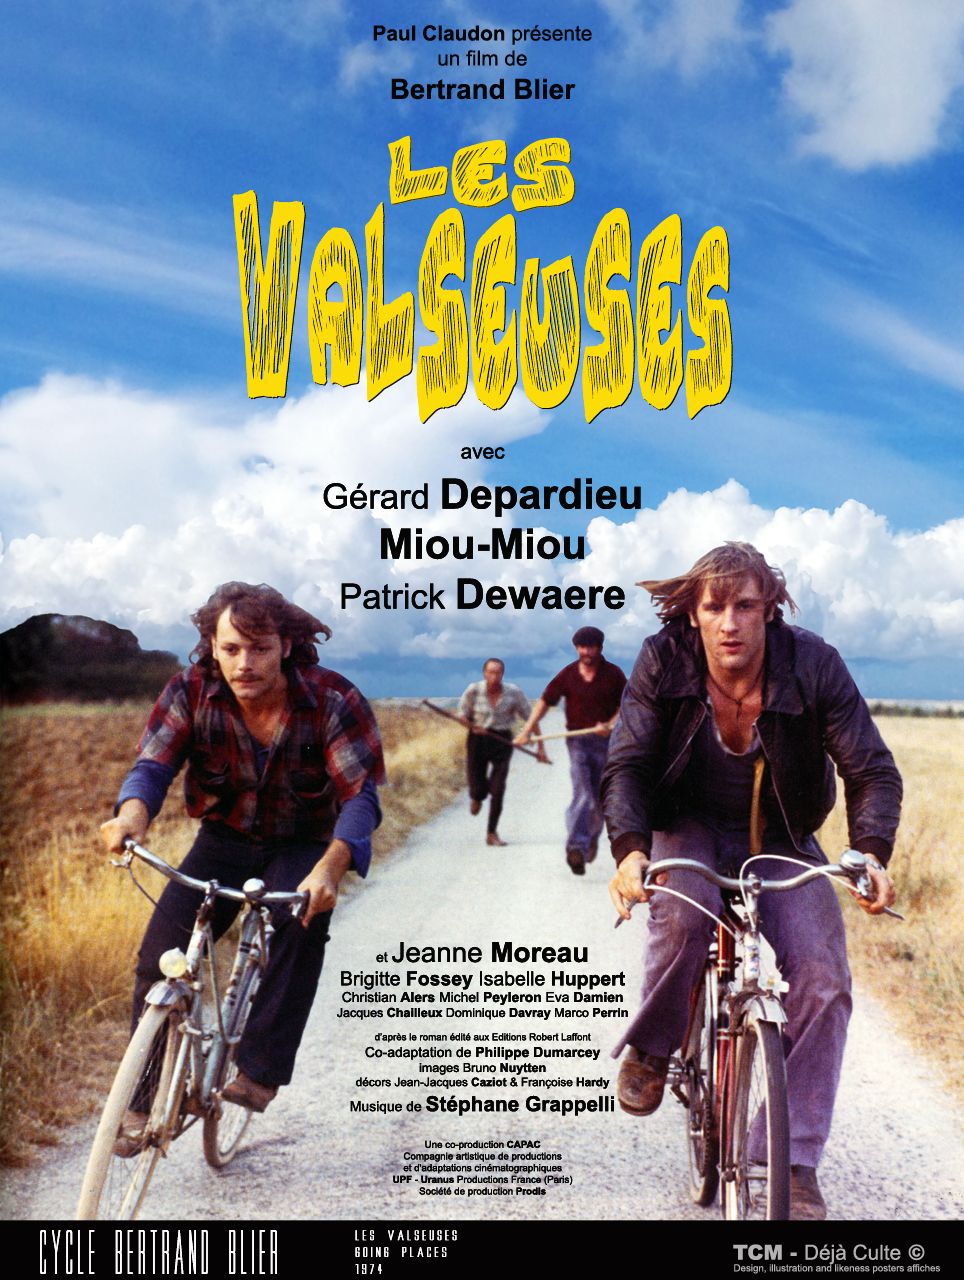 Paul Claudon présente
un film de
Bertrand Blier
LES
VALSEUSES
avec
Gérard Depardieu
Miou-Miou
Patrick Dewaere
et Jeanne Moreau
Brigitte Fossey Isabelle Huppert
Christian Alers Michel Peyleron Eva Damien
Jacques Chailleux Dominique Davray Marco Perrin
d'après le roman édité aux Editions Robert Laffont
Co-adaptation de Philippe Dumarcey
images Bruno Nuytten
décors Jean-Jacques Caziot & Françoise Hardy
Musique de Stéphane Grappelli
Une co-production CAPAC
Compagnie artistique de productions
et d'adaptations cinématographiques
UPF - Uranus Productions France (Paris)
Société de production Prodis
CYCLE BERTRAND BLIER
LES VALSEUSES
GOING PLACES
1974
TCM - Déjà Culte ©
Design, illustration and likeness posters affiches